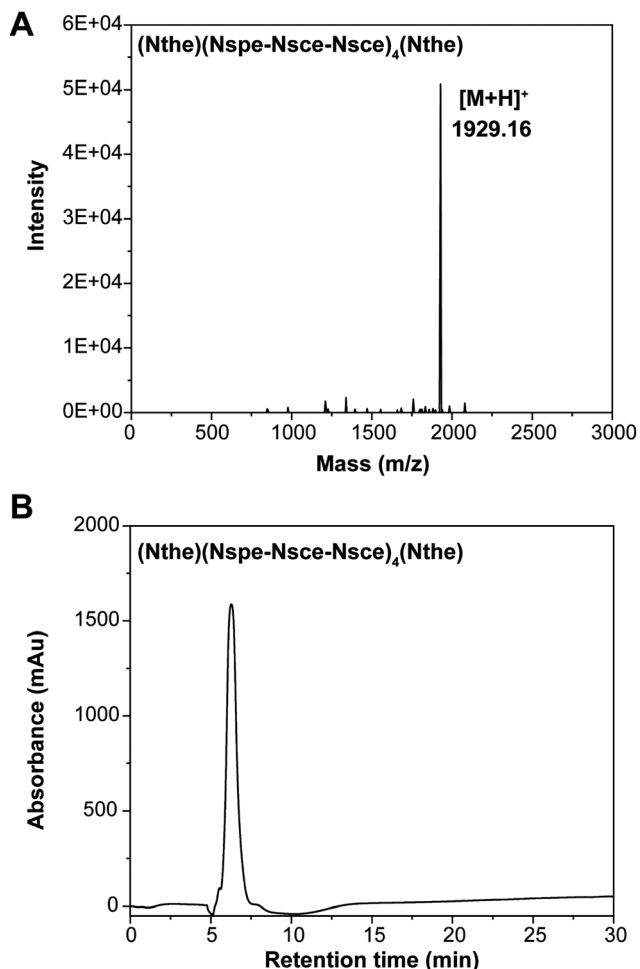 A
(Nthe)(Nspe-Nsce-Nsce)₄(Nthe)
[M+H]⁺
1929.16
6E+04
5E+04
4E+04
3E+04
2E+04
1E+04
0E+00
Intensity
0 500 1000 1500 2000 2500 3000
Mass (m/z)
B
(Nthe)(Nspe-Nsce-Nsce)₄(Nthe)
2000
1500
1000
500
0
Absorbance (mAu)
0 5 10 15 20 25 30
Retention time (min)